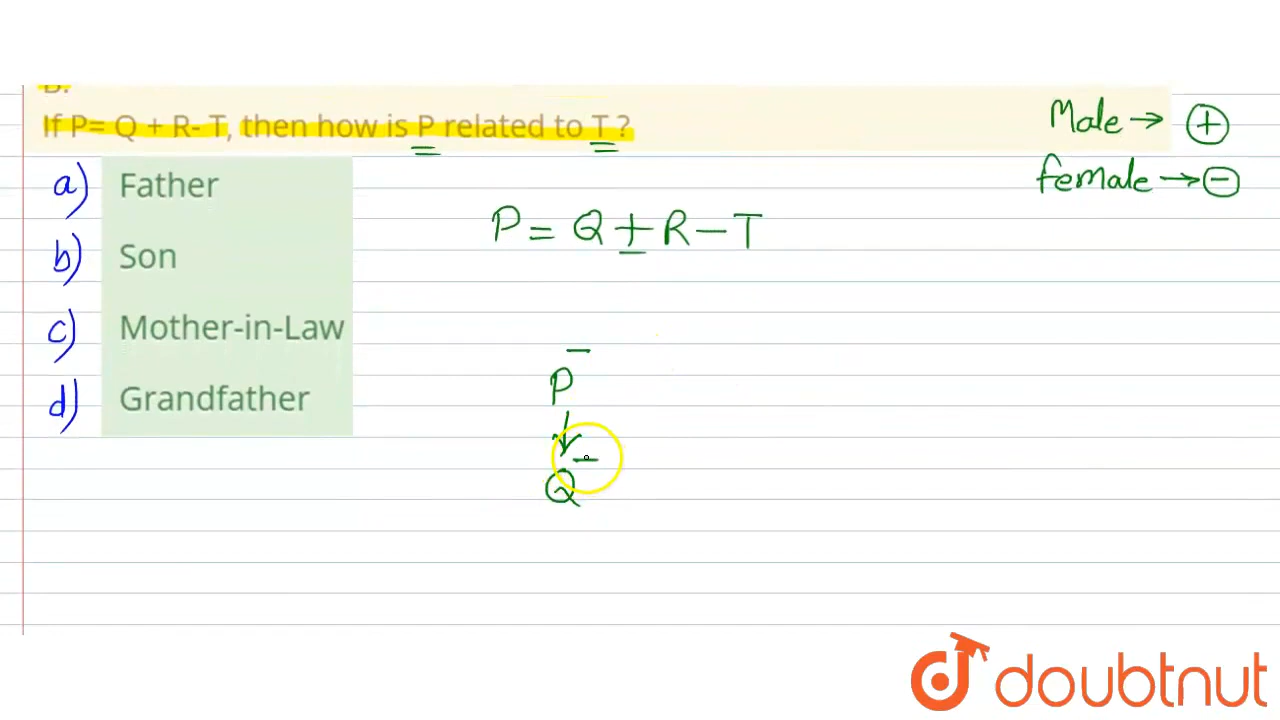 If P= Q + R- T, then how is P related to T ?
Male → +
female → -
a) Father
b) Son
c) Mother-in-Law
d) Grandfather
P = Q + R - T
P -
↓
Q -
doubtnut